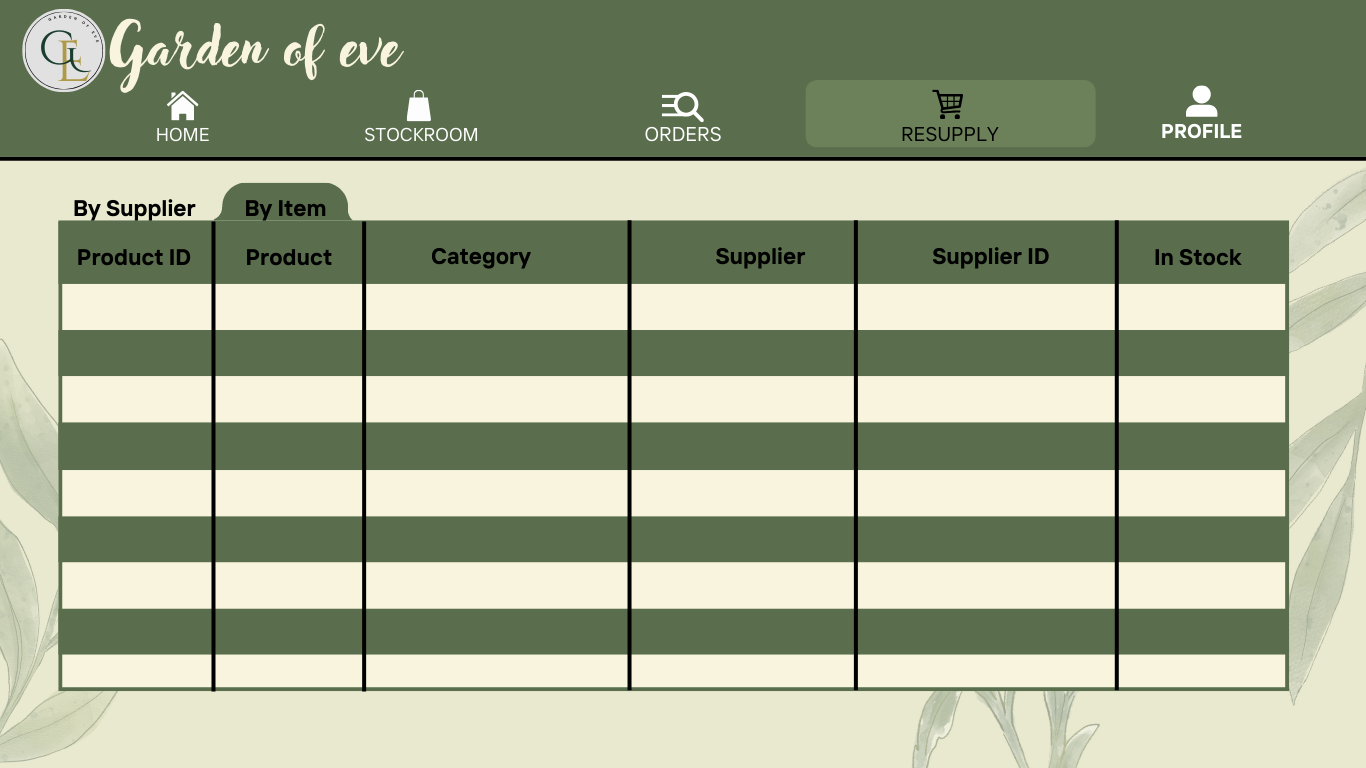 GARDEN OF EVE
GE
Garden of eve
HOME
STOCKROOM
ORDERS
RESUPPLY
PROFILE
By Supplier
By Item
Product ID
Product
Category
Supplier
Supplier ID
In Stock